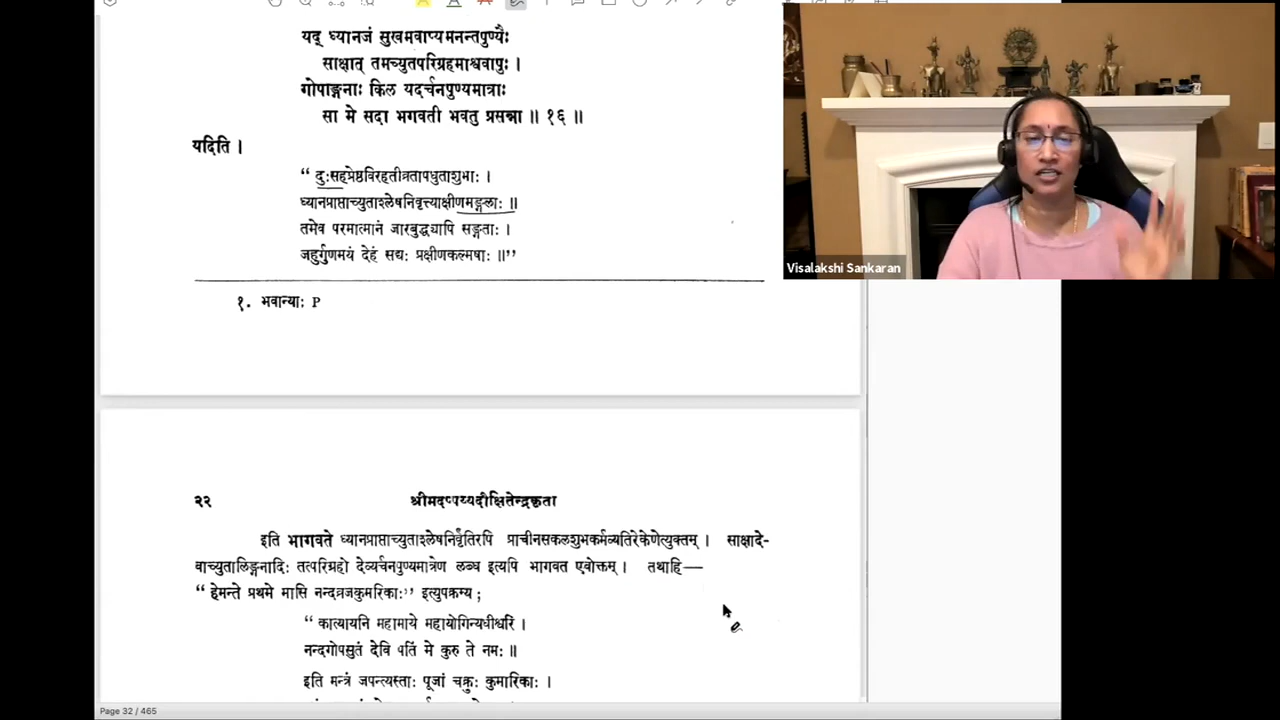 यद् ध्यानजं सुखमवाप्यमनन्तपुण्यैः
साक्षात् तमच्युतपरिग्रहमाश्ववापुः ।
गोपाङ्गनाः किल यदर्चनपुण्यमात्राः
सा मे सदा भगवती भवतु प्रसन्ना ॥ १६ ॥
यदिति ।
“ दुःसहप्रेष्ठविरहतीव्रतापधुताशुभाः ।
ध्यानप्राप्ताच्युताश्लेषनिवृत्त्याक्षीणमङ्गलाः ॥
तमेव परमात्मानं जारबुद्ध्यापि सङ्गताः ।
जहुर्गुणमयं देहं सद्यः प्रक्षीणकल्मषाः ॥”
१. भवान्याः P
Visalakshi Sankaran
२२ श्रीमदप्पय्यदीक्षितेन्द्रकृता
इति भागवते ध्यानप्राप्ताच्युताश्लेषनिर्वृतिरपि प्राचीनसकलशुभकर्मव्यतिरेकेणेत्युक्तम् । साक्षादे-
वाच्युतालिङ्गनादिः तत्परिग्रहो देव्यर्चनपुण्यमात्रेण लब्ध इत्यपि भागवत एवोक्तम् । तथाहि—
“ हेमन्ते प्रथमे मासि नन्दव्रजकुमारिकाः” इत्युपक्रम्य ;
“ कात्यायनि महामाये महायोगिन्यधीश्वरि ।
नन्दगोपसुतं देवि पतिं मे कुरु ते नमः ॥
इति मन्त्रं जपन्त्यस्ताः पूजां चक्रुः कुमारिकाः ।
Page 32 / 465